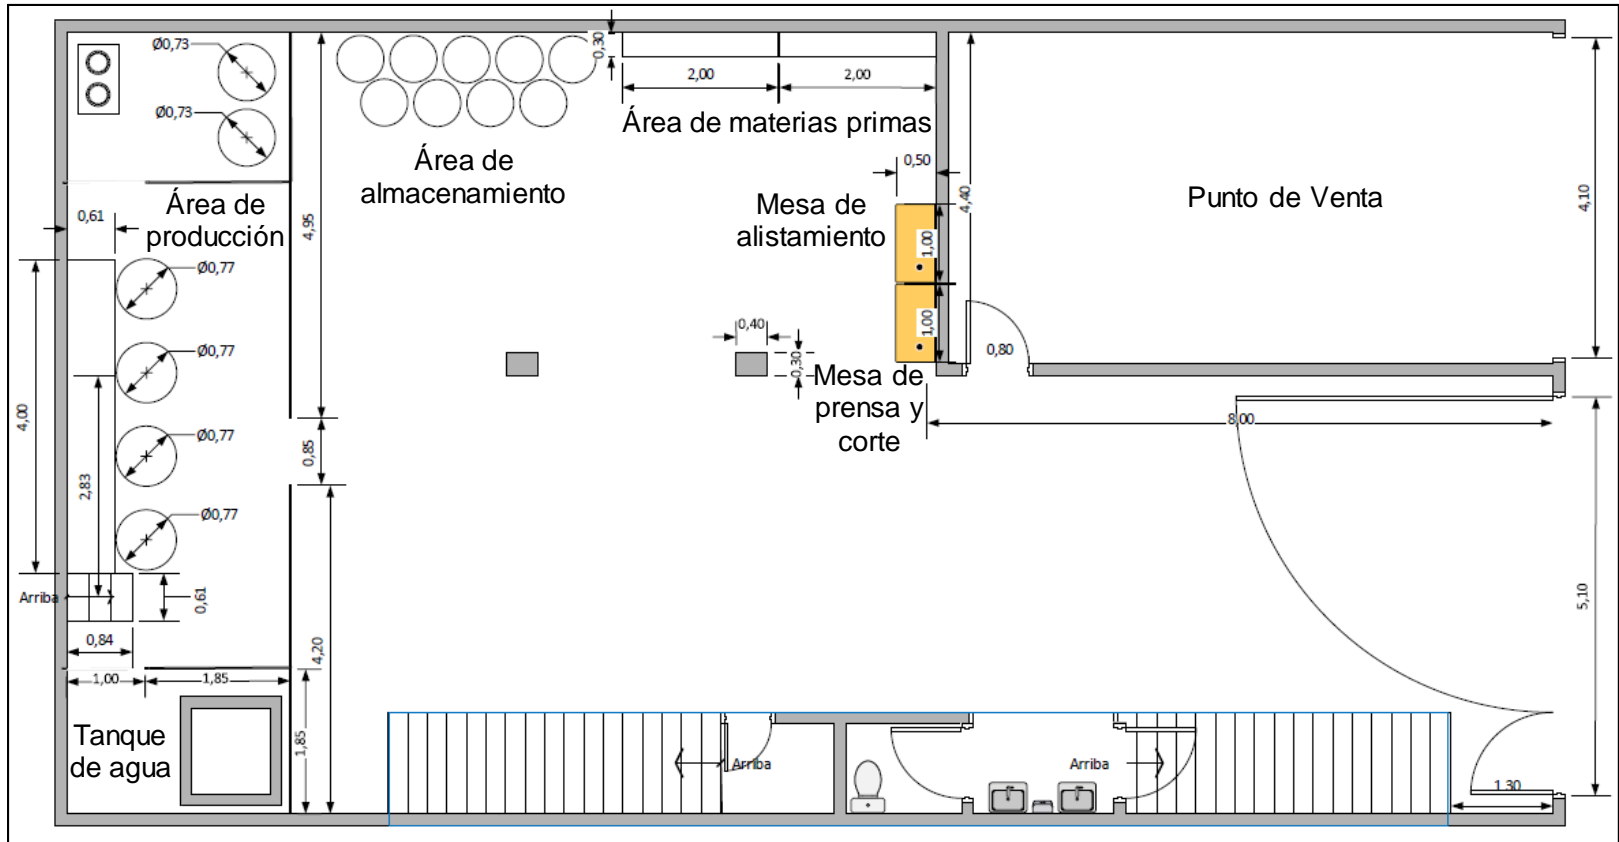 Ø0,73
Ø0,73
0,30
2,00
2,00
Área de materias primas
Área de
almacenamiento
0,50
4,40
Punto de Venta
4,10
0,61
Área de
producción
4,95
Mesa de
alistamiento
1,00
1,00
Ø0,77
Ø0,77
Ø0,77
Ø0,77
0,40
0,30
0,80
Mesa de
prensa y
corte
8,00
4,00
2,83
0,85
Arriba
0,61
0,84
4,20
5,10
1,00
1,85
Tanque
de agua
1,85
Arriba
Arriba
1,30